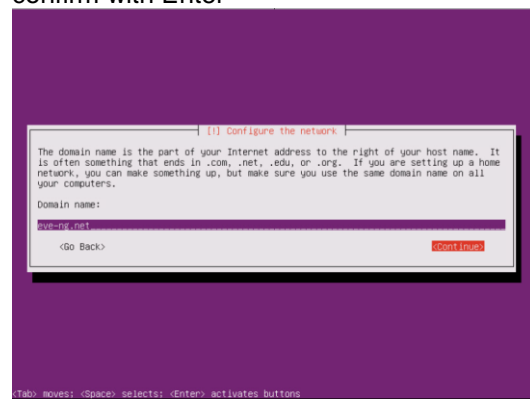 confirm with Enter
[!] Configure the network
The domain name is the part of your Internet address to the right of your host name.  It
is often something that ends in .com, .net, .edu, or .org.  If you are setting up a home
network, you can make something up, but make sure you use the same domain name on all
your computers.
Domain name:
eve-ng.net
<Go Back>
<Continue>
<Tab> moves; <Space> selects; <Enter> activates buttons